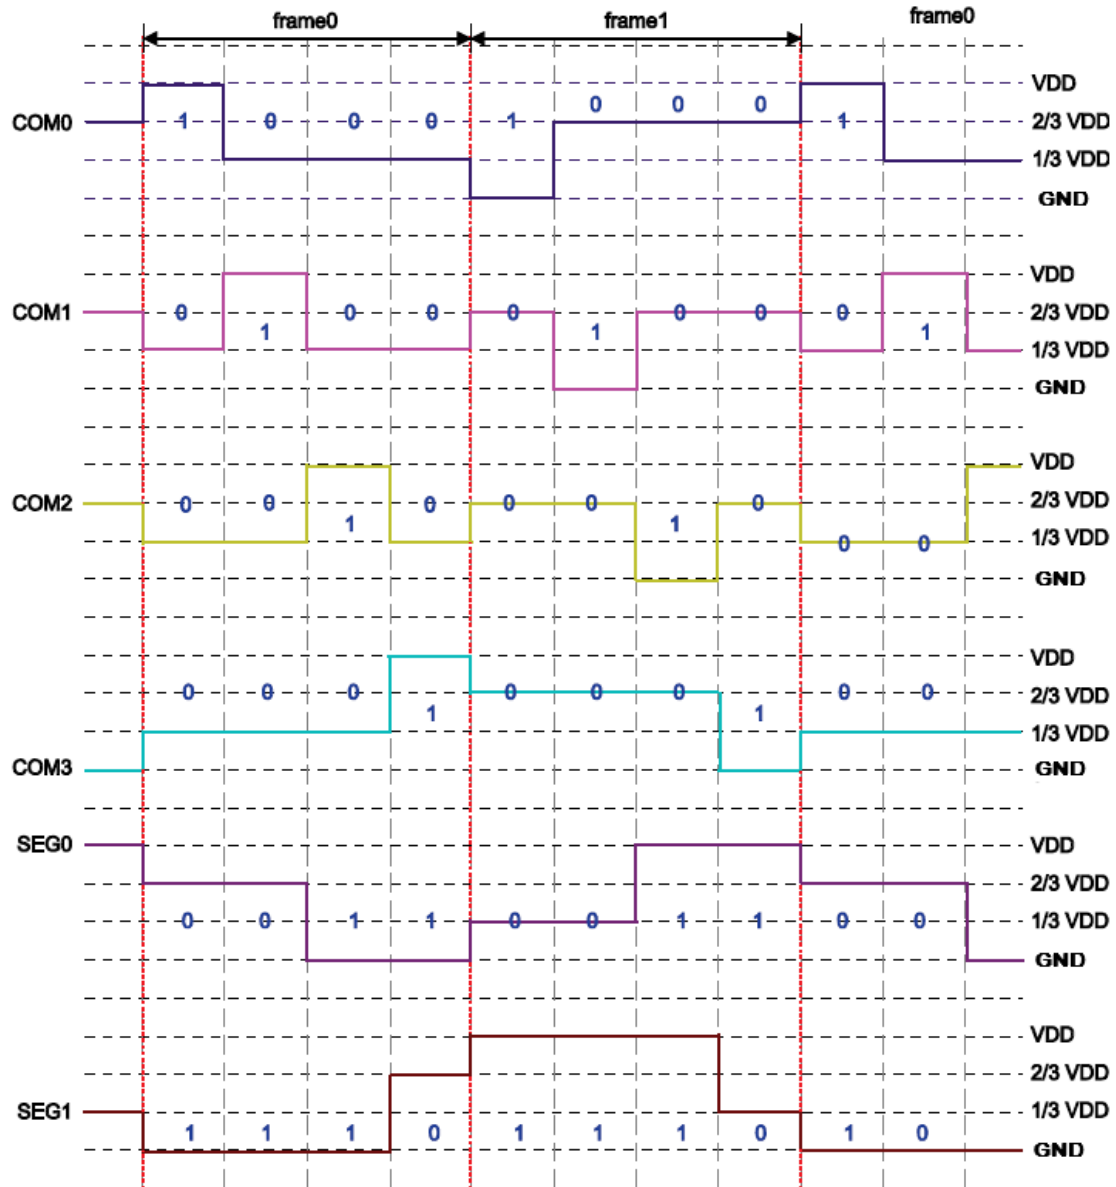 frame0 frame1 frame0
VDD
0 0 0
COM0 1 0 0 0 1 1 2/3 VDD
1/3 VDD
GND
VDD
COM1 0 0 0 0 0 0 0 2/3 VDD
1 1 1
1/3 VDD
GND
VDD
COM2 0 0 0 0 0 0 2/3 VDD
1 1
0 0 1/3 VDD
GND
VDD
0 0 0 0 0 0 0 0 2/3 VDD
1 1
1/3 VDD
COM3 GND
SEG0 VDD
2/3 VDD
0 0 1 1 0 0 1 1 0 0 1/3 VDD
GND
VDD
2/3 VDD
SEG1 1/3 VDD
1 1 1 0 1 1 1 0 1 0
GND